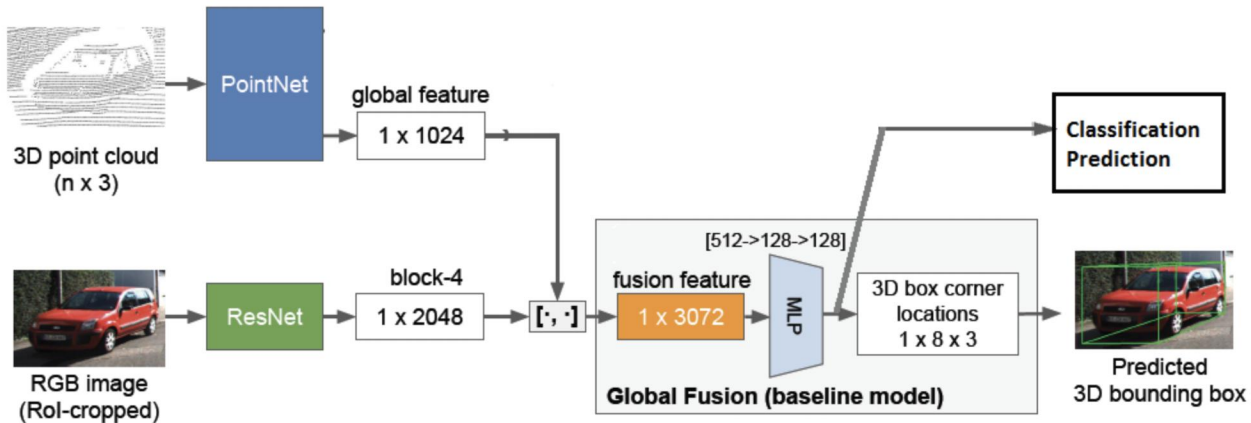 PointNet
global feature
1 x 1024
3D point cloud
(n x 3)
Classification
Prediction
[512->128->128]
block-4
fusion feature
ResNet
1 x 2048
[·, ·]
1 x 3072
MLP
3D box corner
locations
1 x 8 x 3
RGB image
(RoI-cropped)
Global Fusion (baseline model)
Predicted
3D bounding box